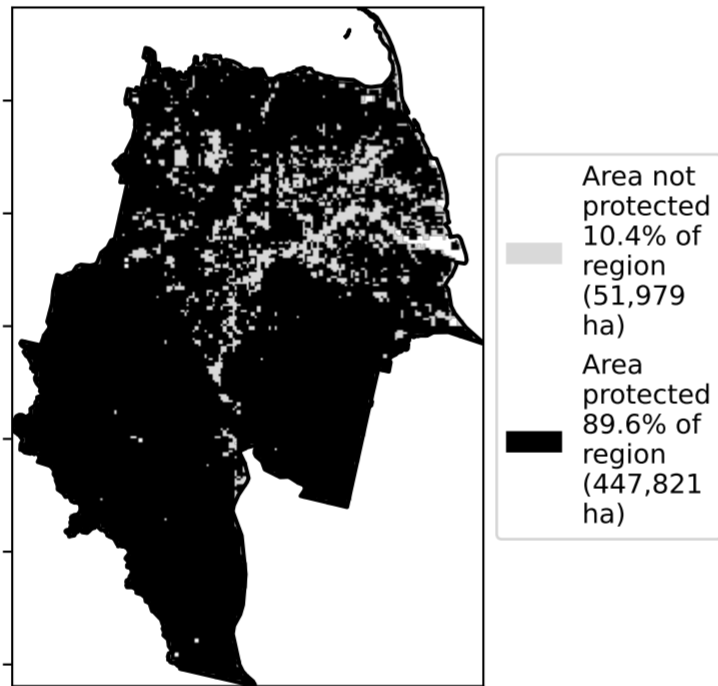 Area not
protected
10.4% of
region
(51,979
ha)
Area
protected
89.6% of
region
(447,821
ha)